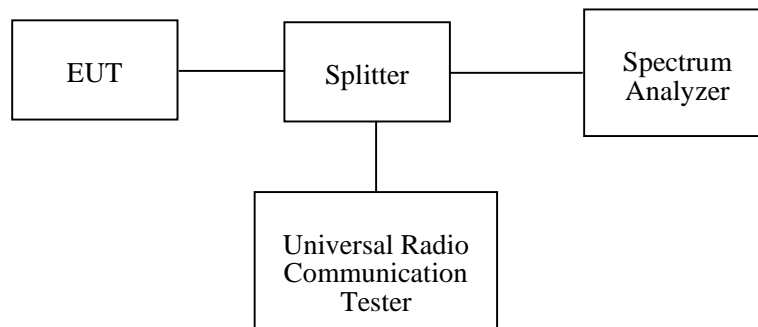 EUT
Splitter
Spectrum
Analyzer
Universal Radio
Communication
Tester